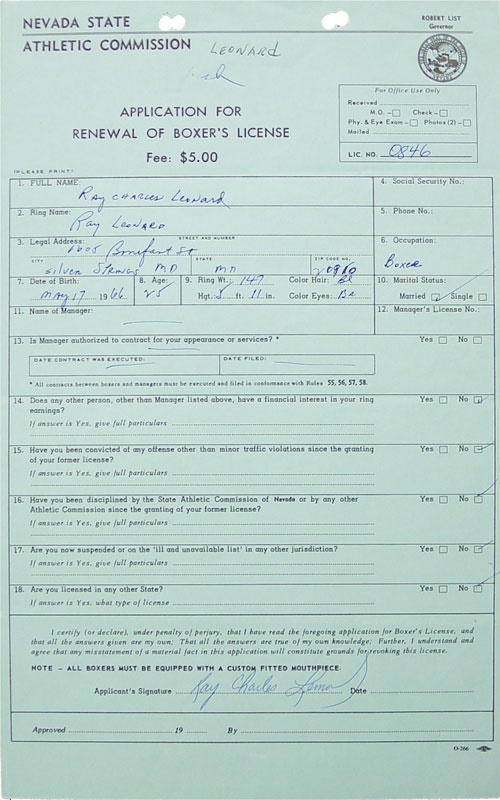 NEVADA STATE
ATHLETIC COMMISSION
LEONARD
ROBERT LIST
Governor
APPLICATION FOR
RENEWAL OF BOXER'S LICENSE
Fee: $5.00
For Office Use Only
Received
M.D. – Check –
Phy. & Eye Exam – Photos (2) –
Mailed
LIC. NO. 0846
(PLEASE PRINT)
1. FULL NAME:
Ray Charles Leonard
4. Social Security No.:
2. Ring Name:
Ray Leonard
5. Phone No.:
3. Legal Address: STREET AND NUMBER
Bonifant St
6. Occupation:
Boxer
CITY STATE ZIP CODE NO.
Silver Springs MD MD
7. Date of Birth: May 17 19
8. Age: 25
9. Ring Wt.: 147 Color Hair:
Hgt.: 5 ft. 11 in. Color Eyes:
10. Marital Status:
Married Single
11. Name of Manager:
12. Manager's License No.:
13. Is Manager authorized to contract for your appearance or services? * Yes No
DATE CONTRACT WAS EXECUTED: DATE FILED:
* All contracts between boxers and managers must be executed and filed in conformance with Rules 55, 56, 57, 58.
14. Does any other person, other than Manager listed above, have a financial interest in your ring Yes No
earnings?
If answer is Yes, give full particulars
15. Have you been convicted of any offense other than minor traffic violations since the granting Yes No
of your former license?
If answer is Yes, give full particulars
16. Have you been disciplined by the State Athletic Commission of Nevada or by any other Yes No
Athletic Commission since the granting of your former license?
If answer is Yes, give full particulars
17. Are you now suspended or on the 'ill and unavailable list' in any other jurisdiction? Yes No
If answer is Yes, give full particulars
18. Are you licensed in any other State? Yes No
If answer is Yes, what type of license
I certify (or declare), under penalty of perjury, that I have read the foregoing application for Boxer's License, and
that all the answers given are my own; That all the answers are true of my own knowledge; Further, I understand and
agree that any misstatement of a material fact in this application will constitute grounds for revoking this license.
NOTE – ALL BOXERS MUST BE EQUIPPED WITH A CUSTOM FITTED MOUTHPIECE.
Applicant's Signature Ray Charles Leonard Date
Approved 19 By
O-266